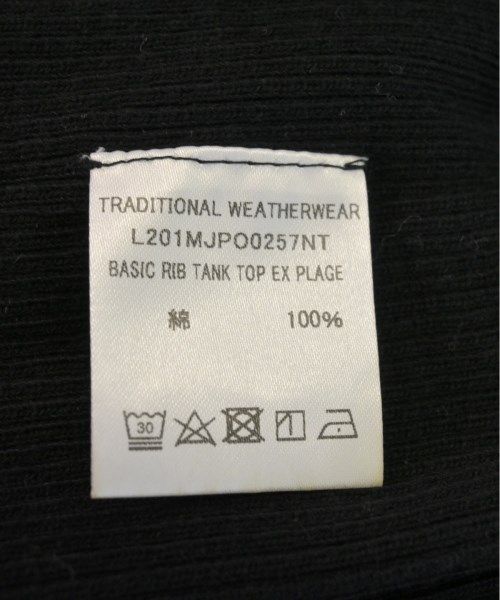 TRADITIONAL WEATHERWEAR
L201MJPO0257NT
BASIC RIB TANK TOP EX PLAGE
綿 100%
30